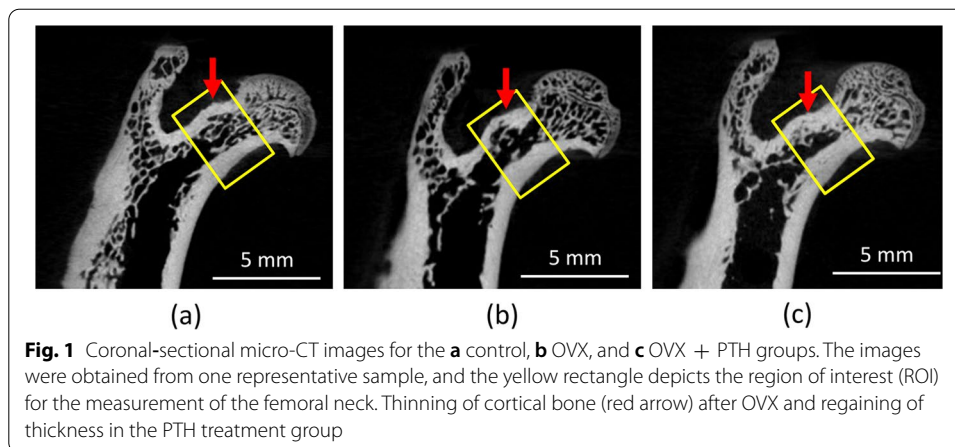 5 mm
5 mm
5 mm
(a)
(b)
(c)
Fig. 1 Coronal-sectional micro-CT images for the a control, b OVX, and c OVX + PTH groups. The images
were obtained from one representative sample, and the yellow rectangle depicts the region of interest (ROI)
for the measurement of the femoral neck. Thinning of cortical bone (red arrow) after OVX and regaining of
thickness in the PTH treatment group